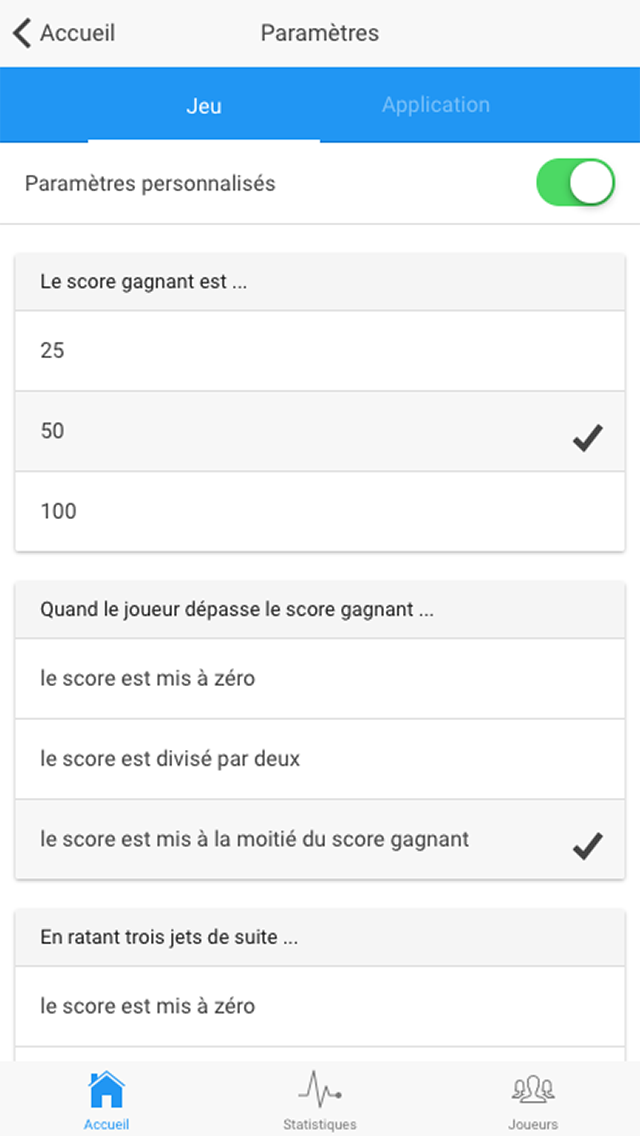 Accueil
Paramètres
Jeu
Application
Paramètres personnalisés
Le score gagnant est ...
25
50
100
Quand le joueur dépasse le score gagnant ...
le score est mis à zéro
le score est divisé par deux
le score est mis à la moitié du score gagnant
En ratant trois jets de suite ...
le score est mis à zéro
Accueil
Statistiques
Joueurs